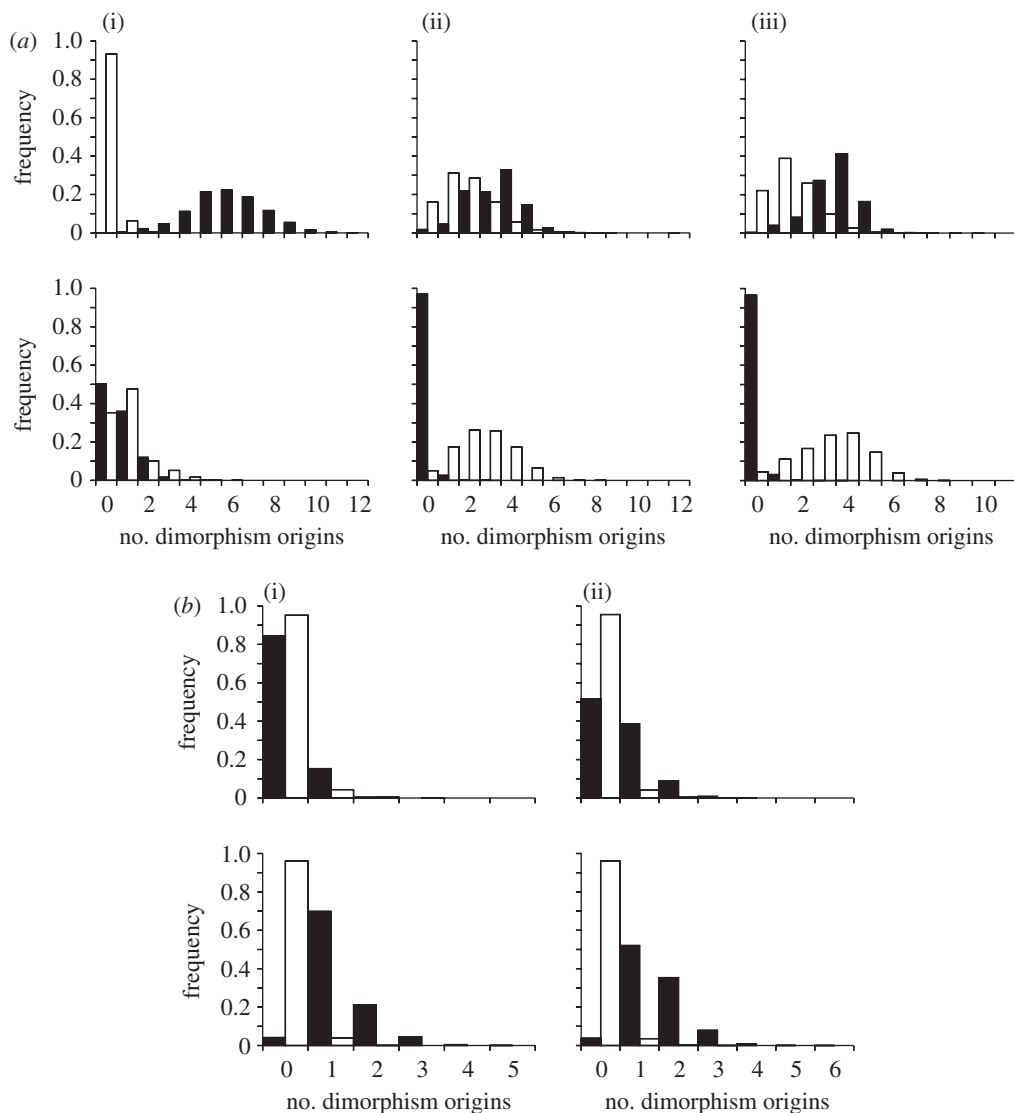 (a) (i) (ii) (iii)
frequency
1.0
0.8
0.6
0.4
0.2
0
frequency
1.0
0.8
0.6
0.4
0.2
0
0 2 4 6 8 10 12
0 2 4 6 8 10 12
0 2 4 6 8 10
no. dimorphism origins
no. dimorphism origins
no. dimorphism origins
(b) (i) (ii)
frequency
1.0
0.8
0.6
0.4
0.2
0
frequency
1.0
0.8
0.6
0.4
0.2
0
0 1 2 3 4 5
0 1 2 3 4 5 6
no. dimorphism origins
no. dimorphism origins